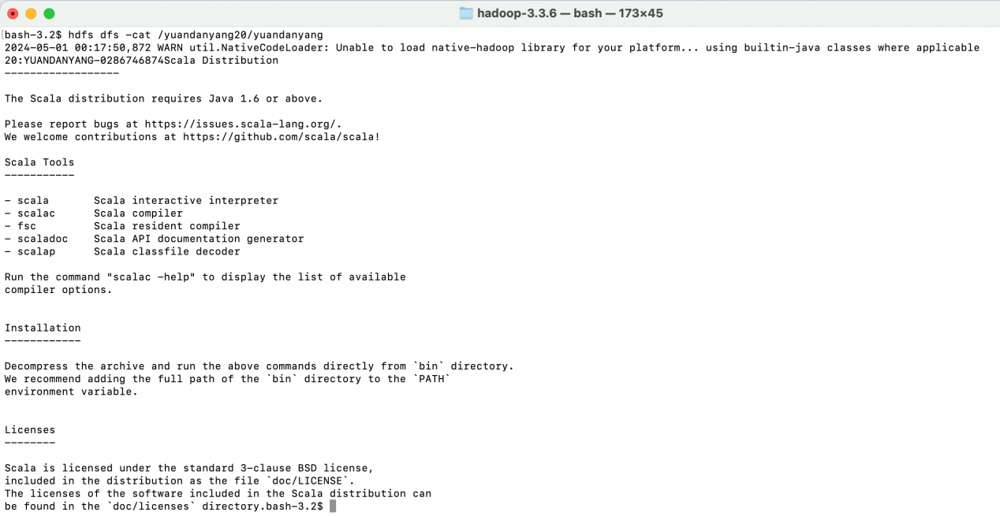 hadoop-3.3.6 — bash — 173×45
[bash-3.2$ hdfs dfs -cat /yuandanyang20/yuandanyang
2024-05-01 00:17:50,872 WARN util.NativeCodeLoader: Unable to load native-hadoop library for your platform... using builtin-java classes where applicable
20:YUANDANYANG-0286746874Scala Distribution
------------------
The Scala distribution requires Java 1.6 or above.
Please report bugs at https://issues.scala-lang.org/.
We welcome contributions at https://github.com/scala/scala!
Scala Tools
-----------
- scala       Scala interactive interpreter
- scalac      Scala compiler
- fsc         Scala resident compiler
- scaladoc    Scala API documentation generator
- scalap      Scala classfile decoder
Run the command "scalac -help" to display the list of available
compiler options.
Installation
------------
Decompress the archive and run the above commands directly from `bin` directory.
We recommend adding the full path of the `bin` directory to the `PATH`
environment variable.
Licenses
--------
Scala is licensed under the standard 3-clause BSD license,
included in the distribution as the file `doc/LICENSE`.
The licenses of the software included in the Scala distribution can
be found in the `doc/licenses` directory.bash-3.2$